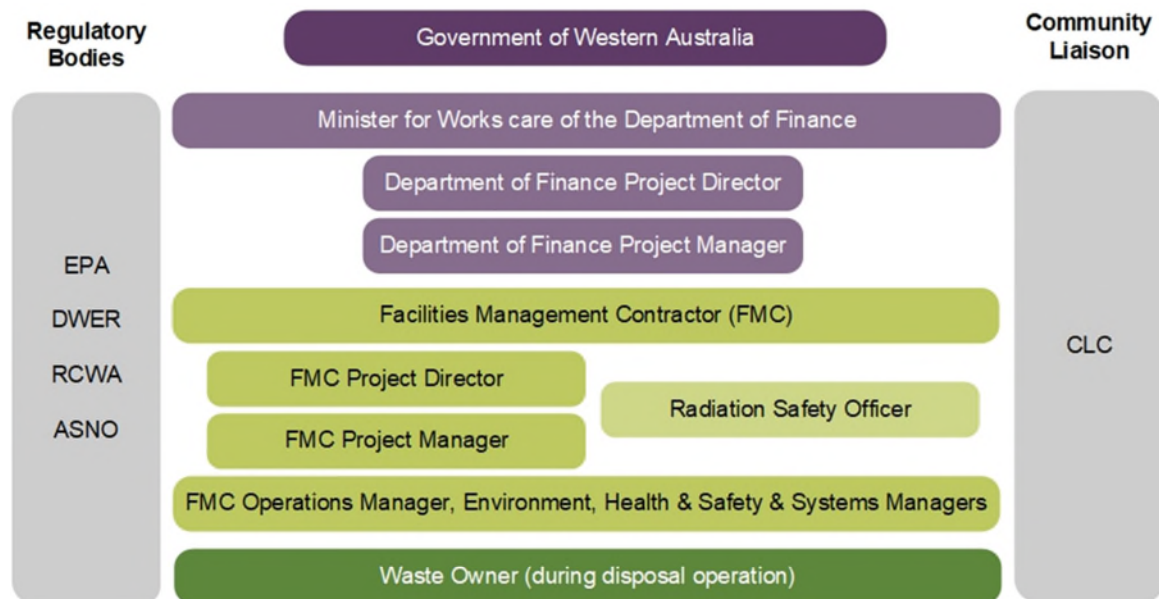 Regulatory
Bodies
Government of Western Australia
Community
Liaison
Minister for Works care of the Department of Finance
Department of Finance Project Director
Department of Finance Project Manager
EPA
DWER
RCWA
ASNO
Facilities Management Contractor (FMC)
FMC Project Director
FMC Project Manager
Radiation Safety Officer
CLC
FMC Operations Manager, Environment, Health & Safety & Systems Managers
Waste Owner (during disposal operation)